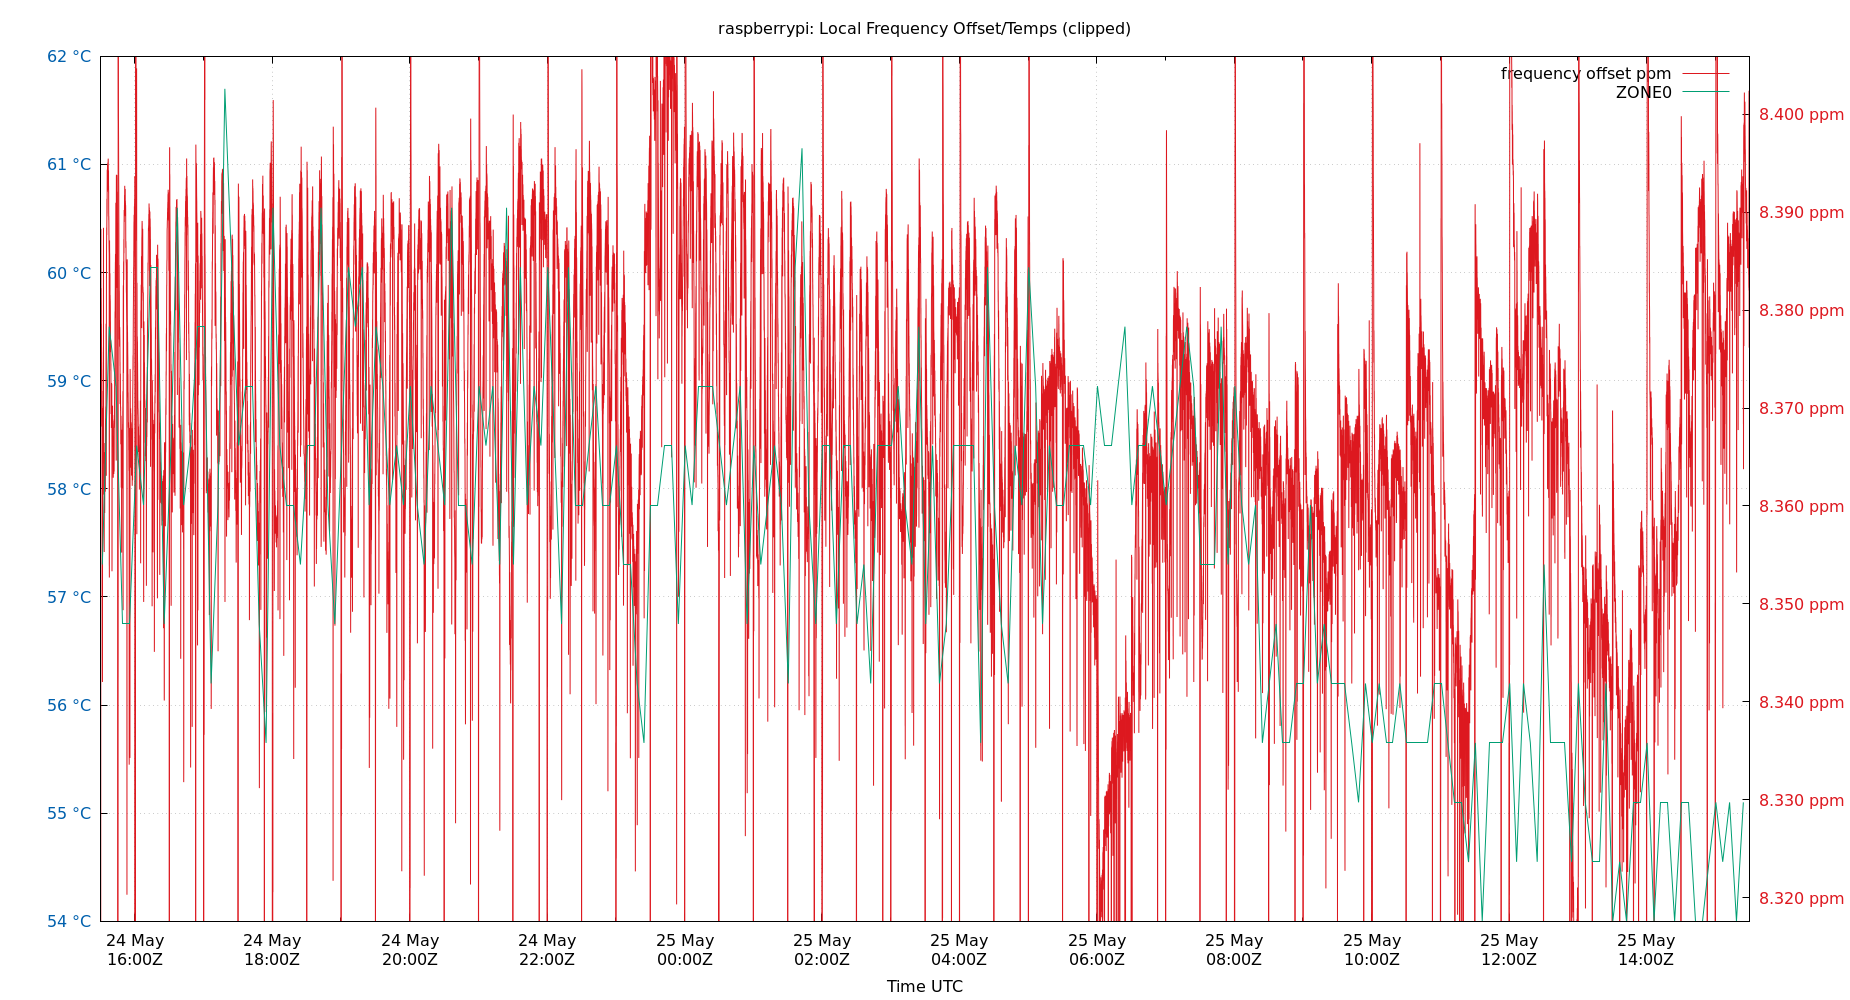 raspberrypi: Local Frequency Offset/Temps (clipped)
62 °C
61 °C
60 °C
59 °C
58 °C
57 °C
56 °C
55 °C
54 °C
frequency offset ppm
ZONE0
8.400 ppm
8.390 ppm
8.380 ppm
8.370 ppm
8.360 ppm
8.350 ppm
8.340 ppm
8.330 ppm
8.320 ppm
24 May 24 May 24 May 24 May 25 May 25 May 25 May 25 May 25 May 25 May 25 May 25 May
16:00Z 18:00Z 20:00Z 22:00Z 00:00Z 02:00Z 04:00Z 06:00Z 08:00Z 10:00Z 12:00Z 14:00Z
Time UTC